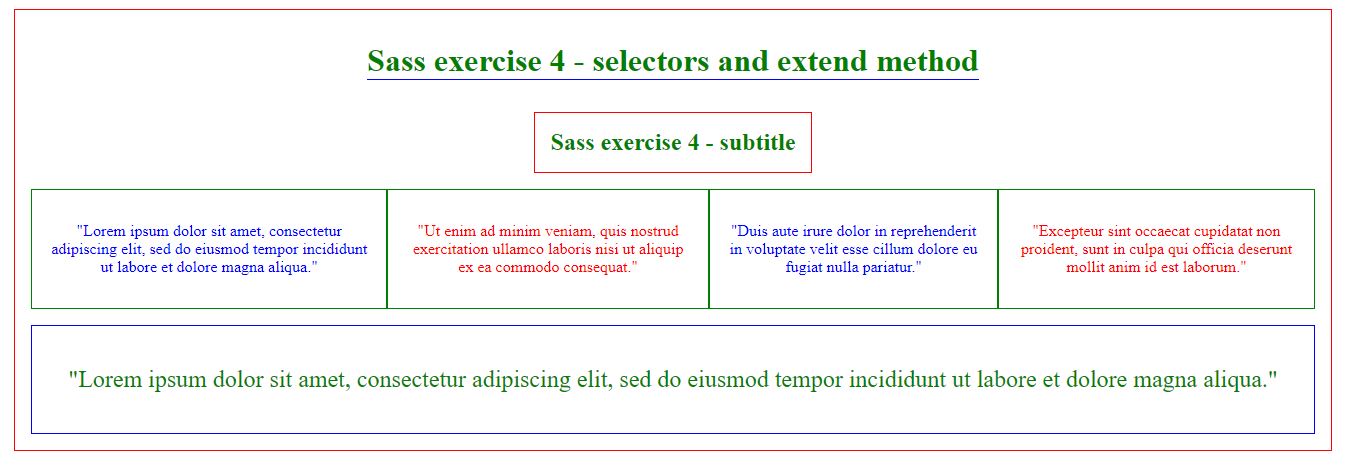 Sass exercise 4 - selectors and extend method
Sass exercise 4 - subtitle
"Lorem ipsum dolor sit amet, consectetur
adipiscing elit, sed do eiusmod tempor incididunt
ut labore et dolore magna aliqua."
"Ut enim ad minim veniam, quis nostrud
exercitation ullamco laboris nisi ut aliquip
ex ea commodo consequat."
"Duis aute irure dolor in reprehenderit
in voluptate velit esse cillum dolore eu
fugiat nulla pariatur."
"Excepteur sint occaecat cupidatat non
proident, sunt in culpa qui officia deserunt
mollit anim id est laborum."
"Lorem ipsum dolor sit amet, consectetur adipiscing elit, sed do eiusmod tempor incididunt ut labore et dolore magna aliqua."